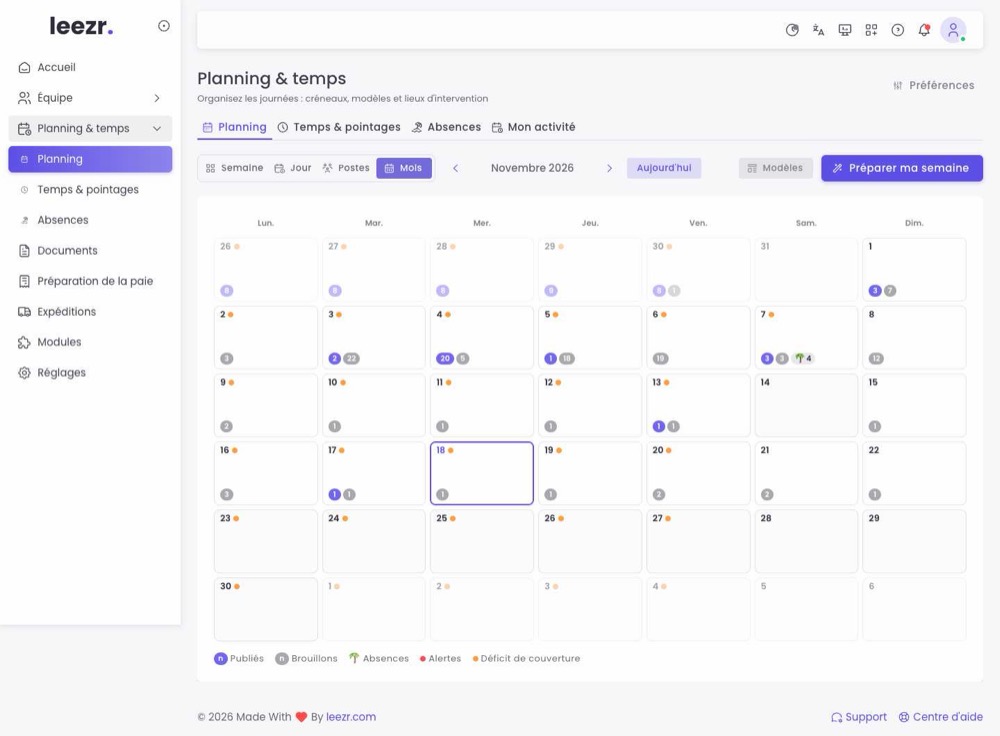 leezr.
Accueil
Équipe
Planning & temps
Planning
Temps & pointages
Absences
Documents
Préparation de la paie
Expéditions
Modules
Réglages
Planning & temps
Organisez les journées : créneaux, modèles et lieux d'intervention
Préférences
Planning Temps & pointages Absences Mon activité
Semaine Jour Postes Mois Novembre 2026 Aujourd'hui Modèles Préparer ma semaine
Lun. Mar. Mer. Jeu. Ven. Sam. Dim.
26 27 28 29 30 31 1
8 8 8 8 8 1 3 7
2 3 4 5 6 7 8
3 2 22 20 5 1 18 19 3 3 4 12
9 10 11 12 13 14 15
2 1 1 1 1 1 1
16 17 18 19 20 21 22
3 1 1 1 1 2 2 1
23 24 25 26 27 28 29
30 1 2 3 4 5 6
n Publiés n Brouillons Absences Alertes Déficit de couverture
© 2026 Made With By leezr.com
Support Centre d'aide